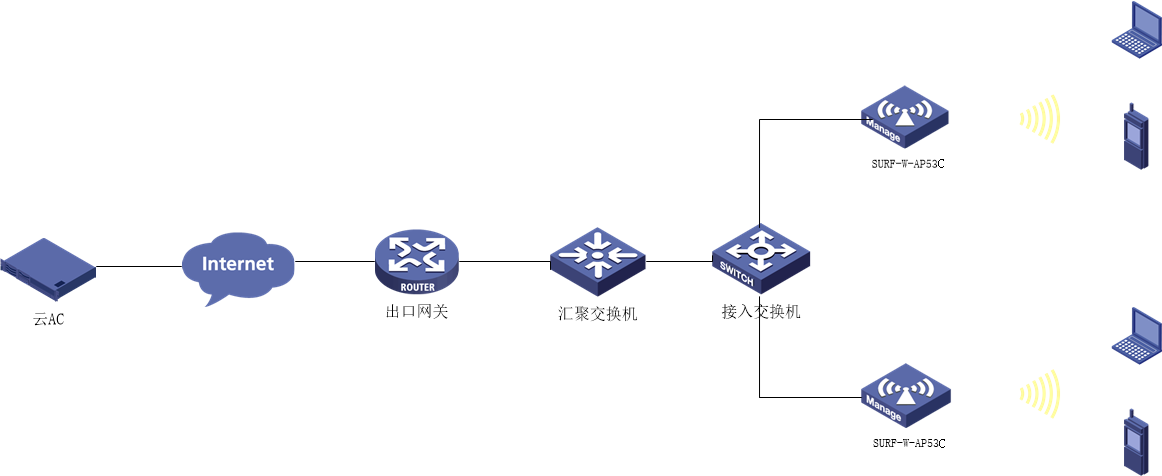 Manage
SURF-W-AP53C
云AC
Internet
ROUTER
出口网关
汇聚交换机
SWITCH
接入交换机
Manage
SURF-W-AP53C